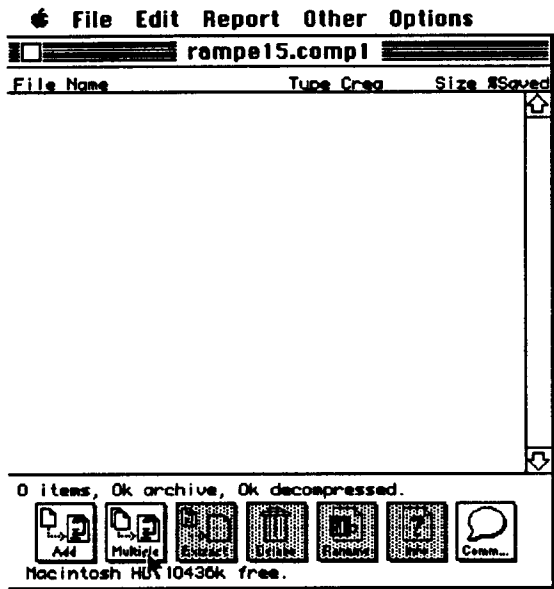 File Edit Report Other Options
rampe15.comp1
File Name Type Crea Size %Saved
0 items, 0k archive, 0k decompressed.
Add Multiple Extract Delete Rename Info Comm...
Macintosh HD: 10436k free.